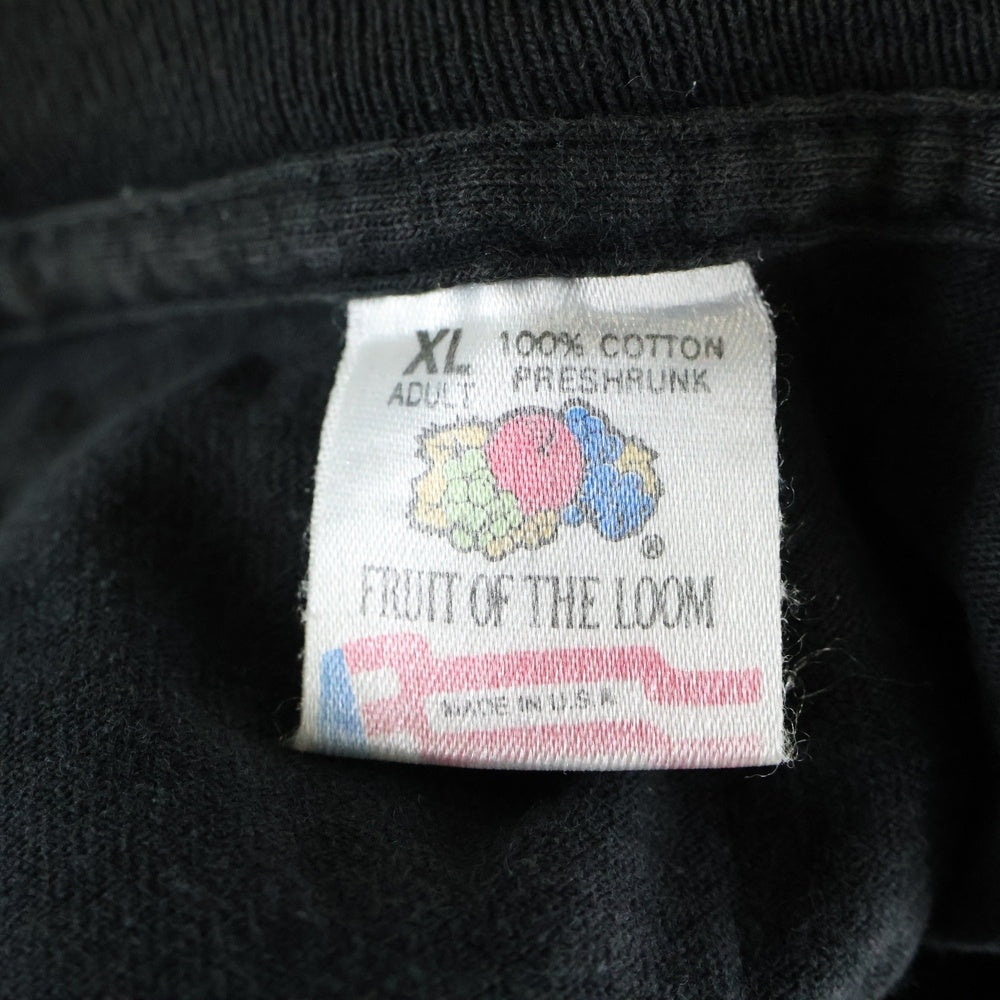 XL 100% COTTON
ADULT PRESHRUNK
®
FRUIT OF THE LOOM
MADE IN U.S.A.